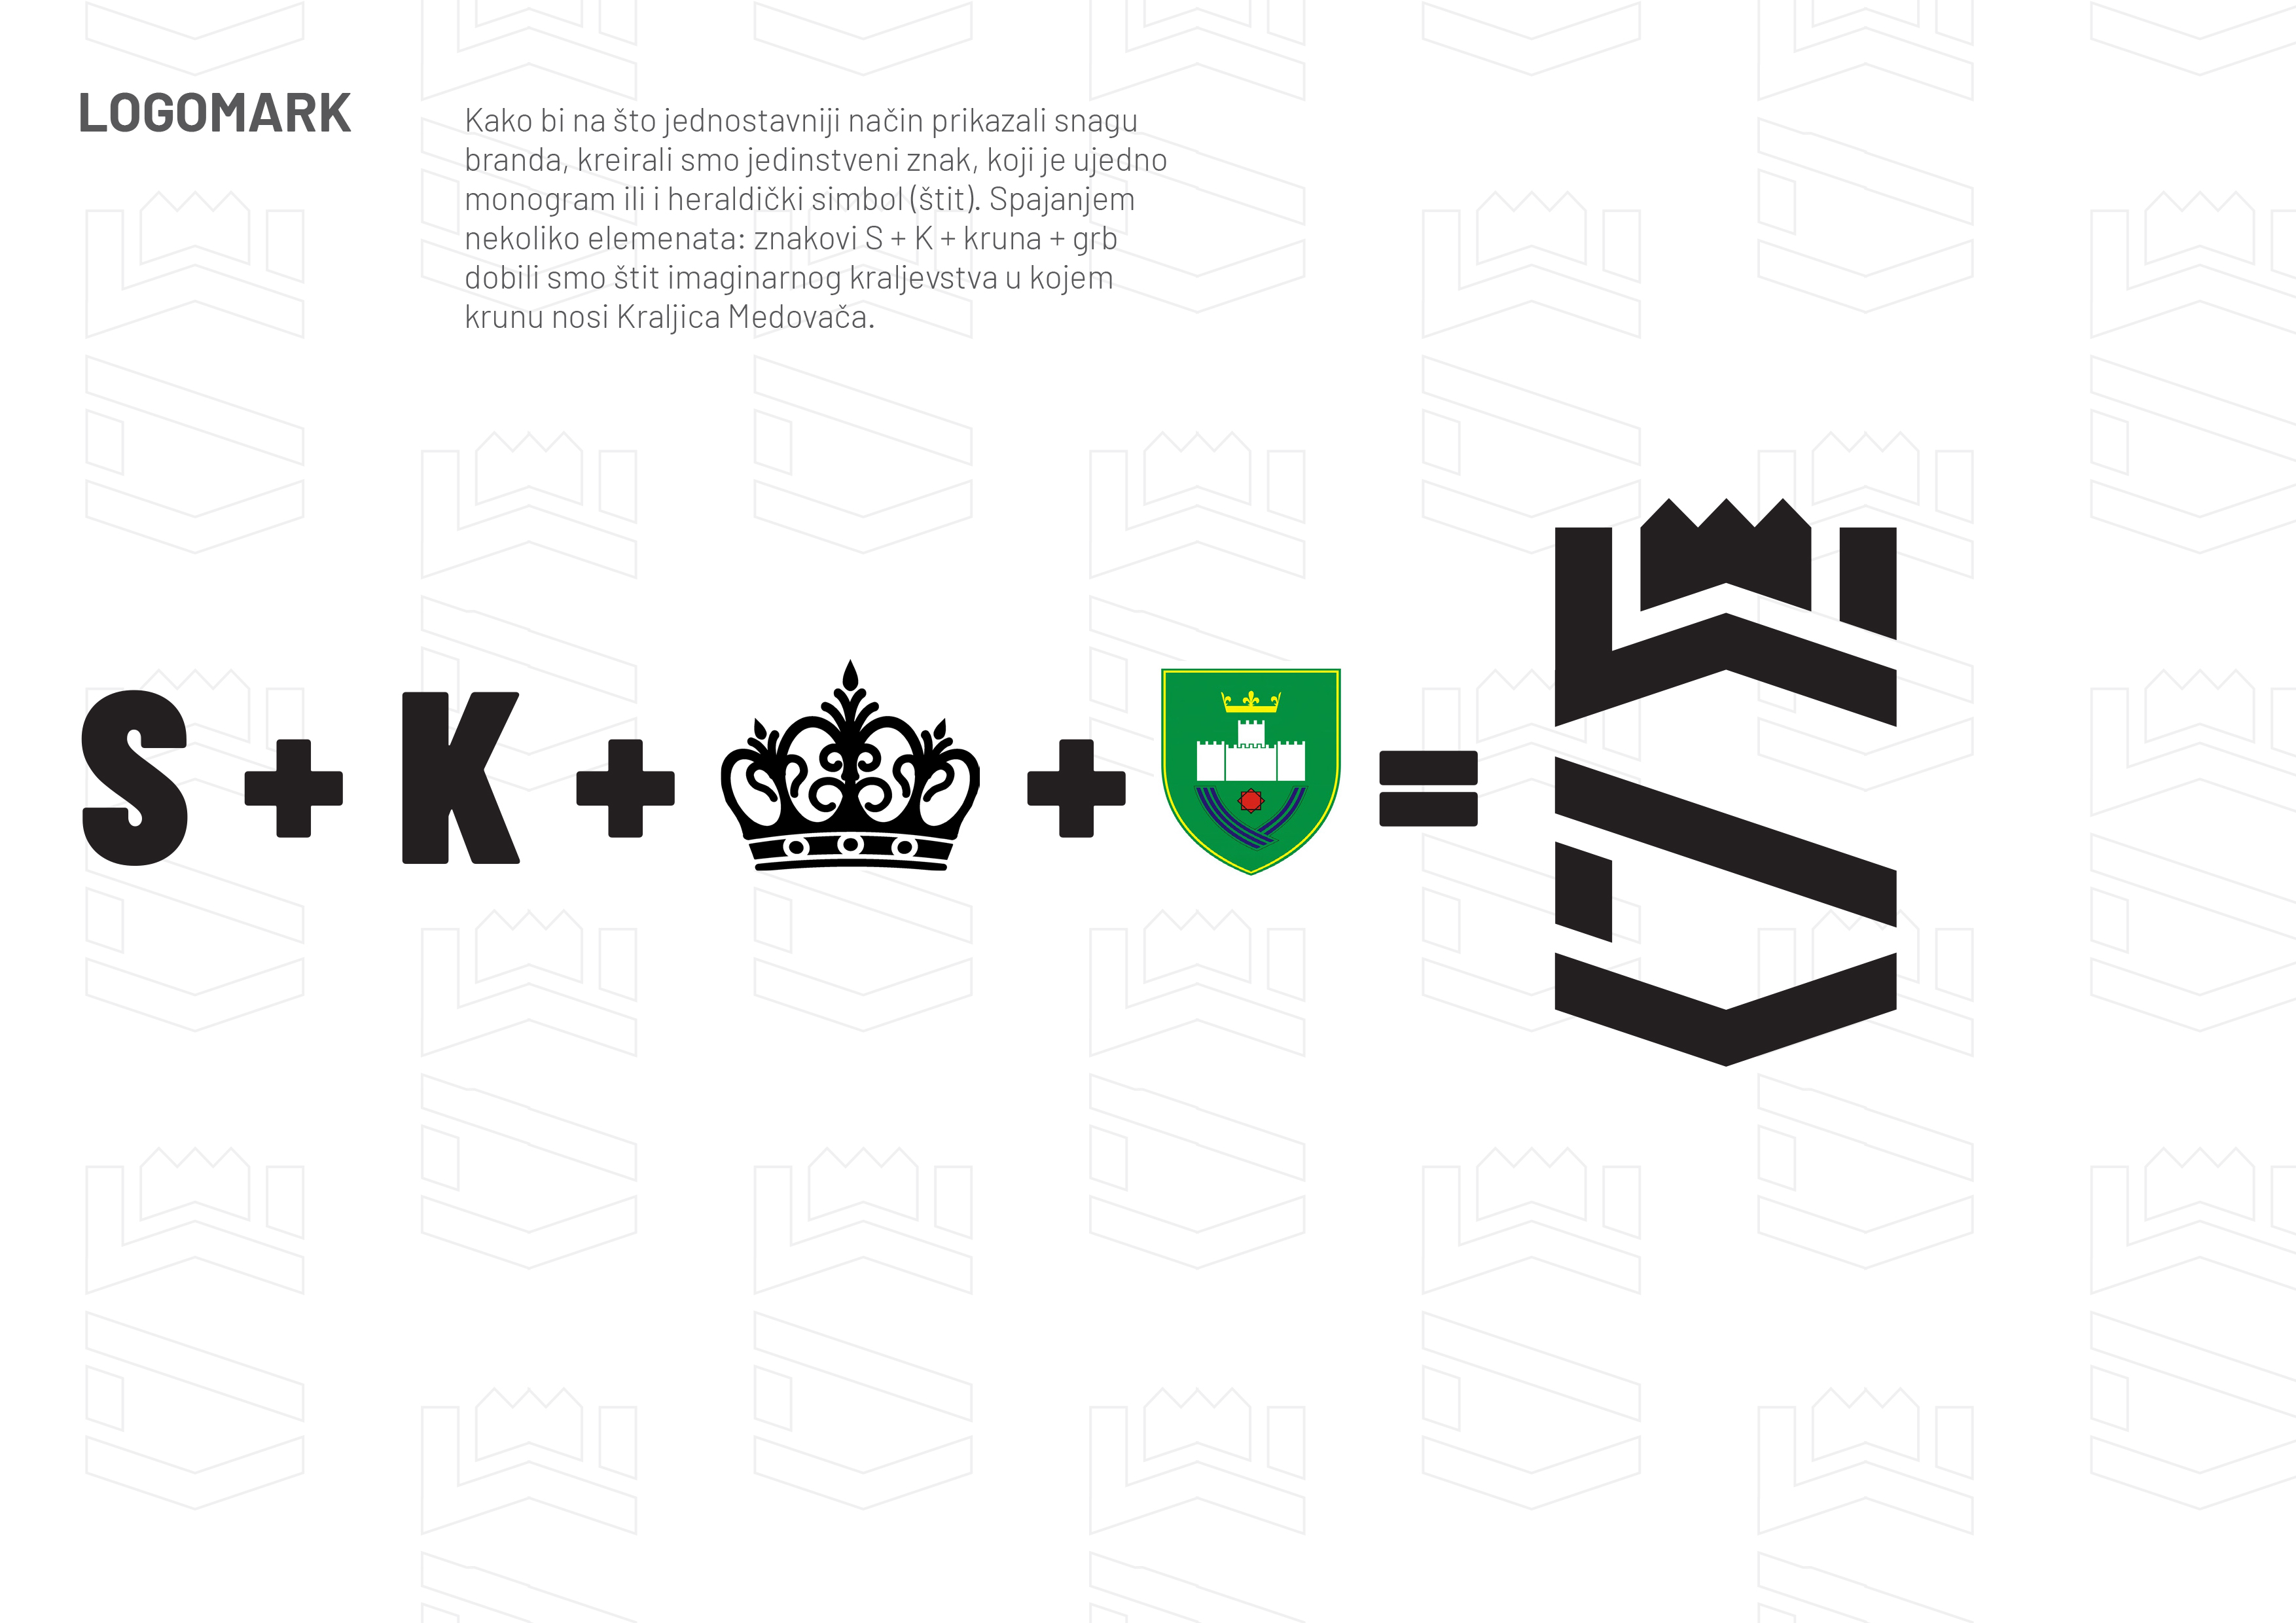 LOGOMARK
Kako bi na što jednostavniji način prikazali snagu
branda, kreirali smo jedinstveni znak, koji je ujedno
monogram ili i heraldički simbol (štit). Spajanjem
nekoliko elemenata: znakovi S + K + kruna + grb
dobili smo štit imaginarnog kraljevstva u kojem
krunu nosi Kraljica Medovača.
S + K + + =